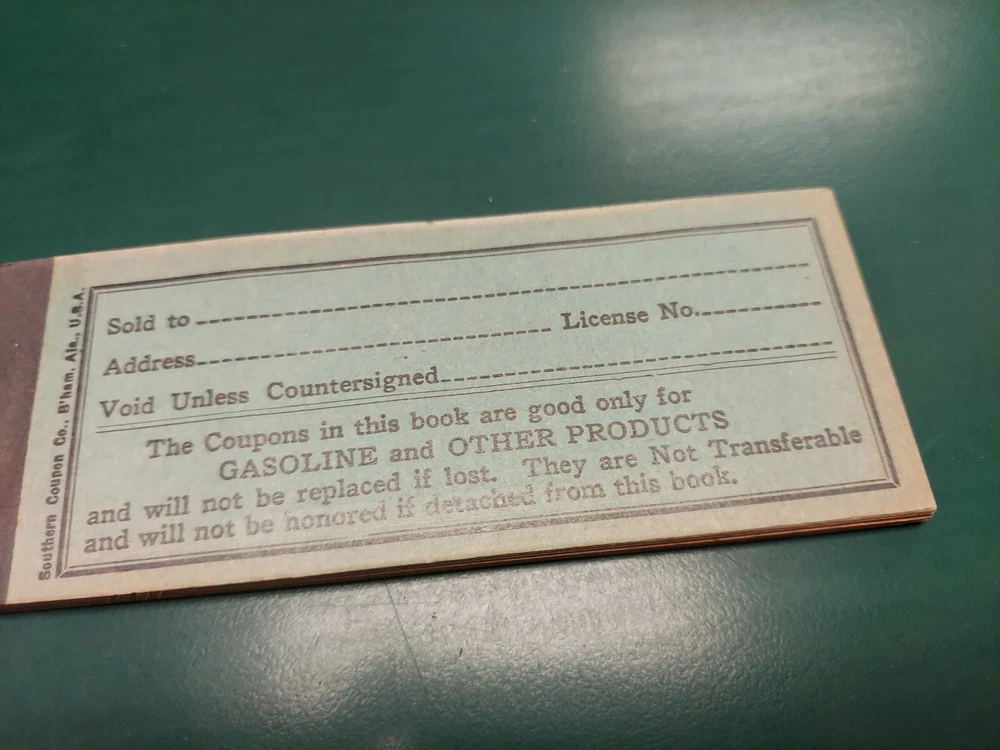 Sold to
Address License No.
Void Unless Countersigned
The Coupons in this book are good only for
GASOLINE and OTHER PRODUCTS
and will not be replaced if lost. They are Not Transferable
and will not be honored if detached from this book.
Southern Coupon Co., B'ham, Ala., U.S.A.